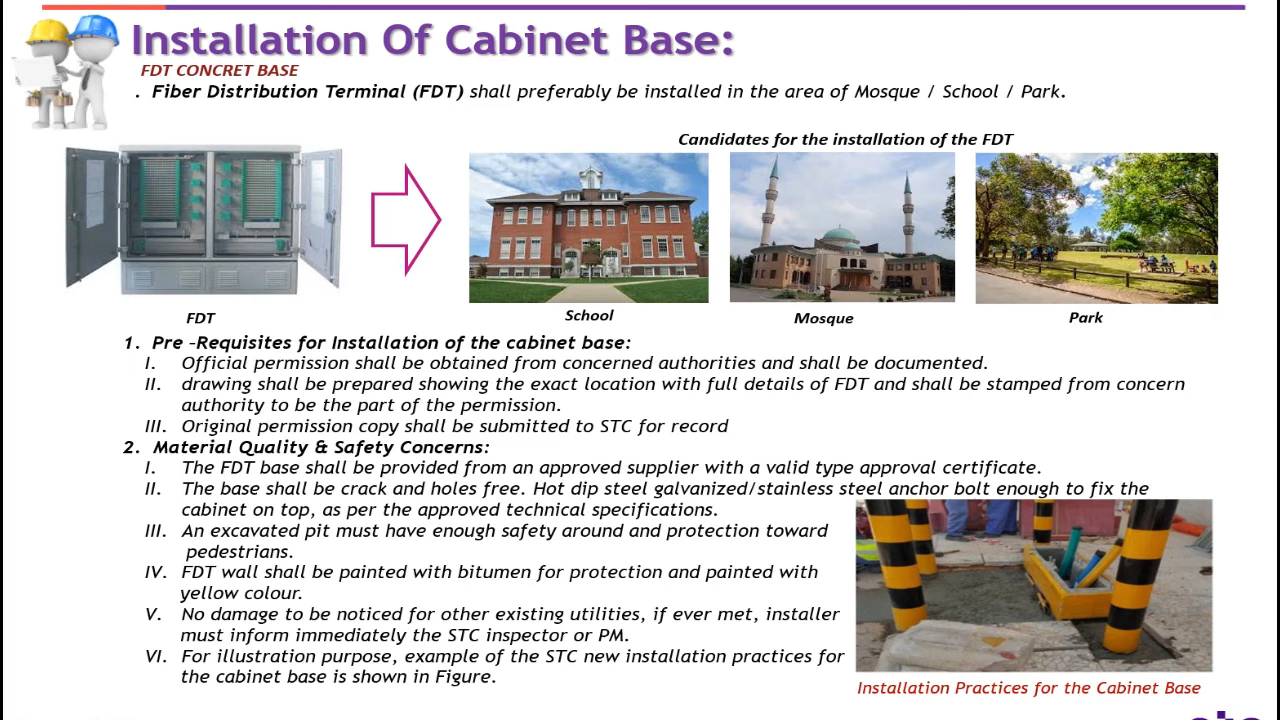 Installation Of Cabinet Base:
FDT CONCRET BASE
. Fiber Distribution Terminal (FDT) shall preferably be installed in the area of Mosque / School / Park.
Candidates for the installation of the FDT
FDT
School
Mosque
Park
1. Pre –Requisites for Installation of the cabinet base:
I. Official permission shall be obtained from concerned authorities and shall be documented.
II. drawing shall be prepared showing the exact location with full details of FDT and shall be stamped from concern
authority to be the part of the permission.
III. Original permission copy shall be submitted to STC for record
2. Material Quality & Safety Concerns:
I. The FDT base shall be provided from an approved supplier with a valid type approval certificate.
II. The base shall be crack and holes free. Hot dip steel galvanized/stainless steel anchor bolt enough to fix the
cabinet on top, as per the approved technical specifications.
III. An excavated pit must have enough safety around and protection toward
pedestrians.
IV. FDT wall shall be painted with bitumen for protection and painted with
yellow colour.
V. No damage to be noticed for other existing utilities, if ever met, installer
must inform immediately the STC inspector or PM.
VI. For illustration purpose, example of the STC new installation practices for
the cabinet base is shown in Figure.
Installation Practices for the Cabinet Base